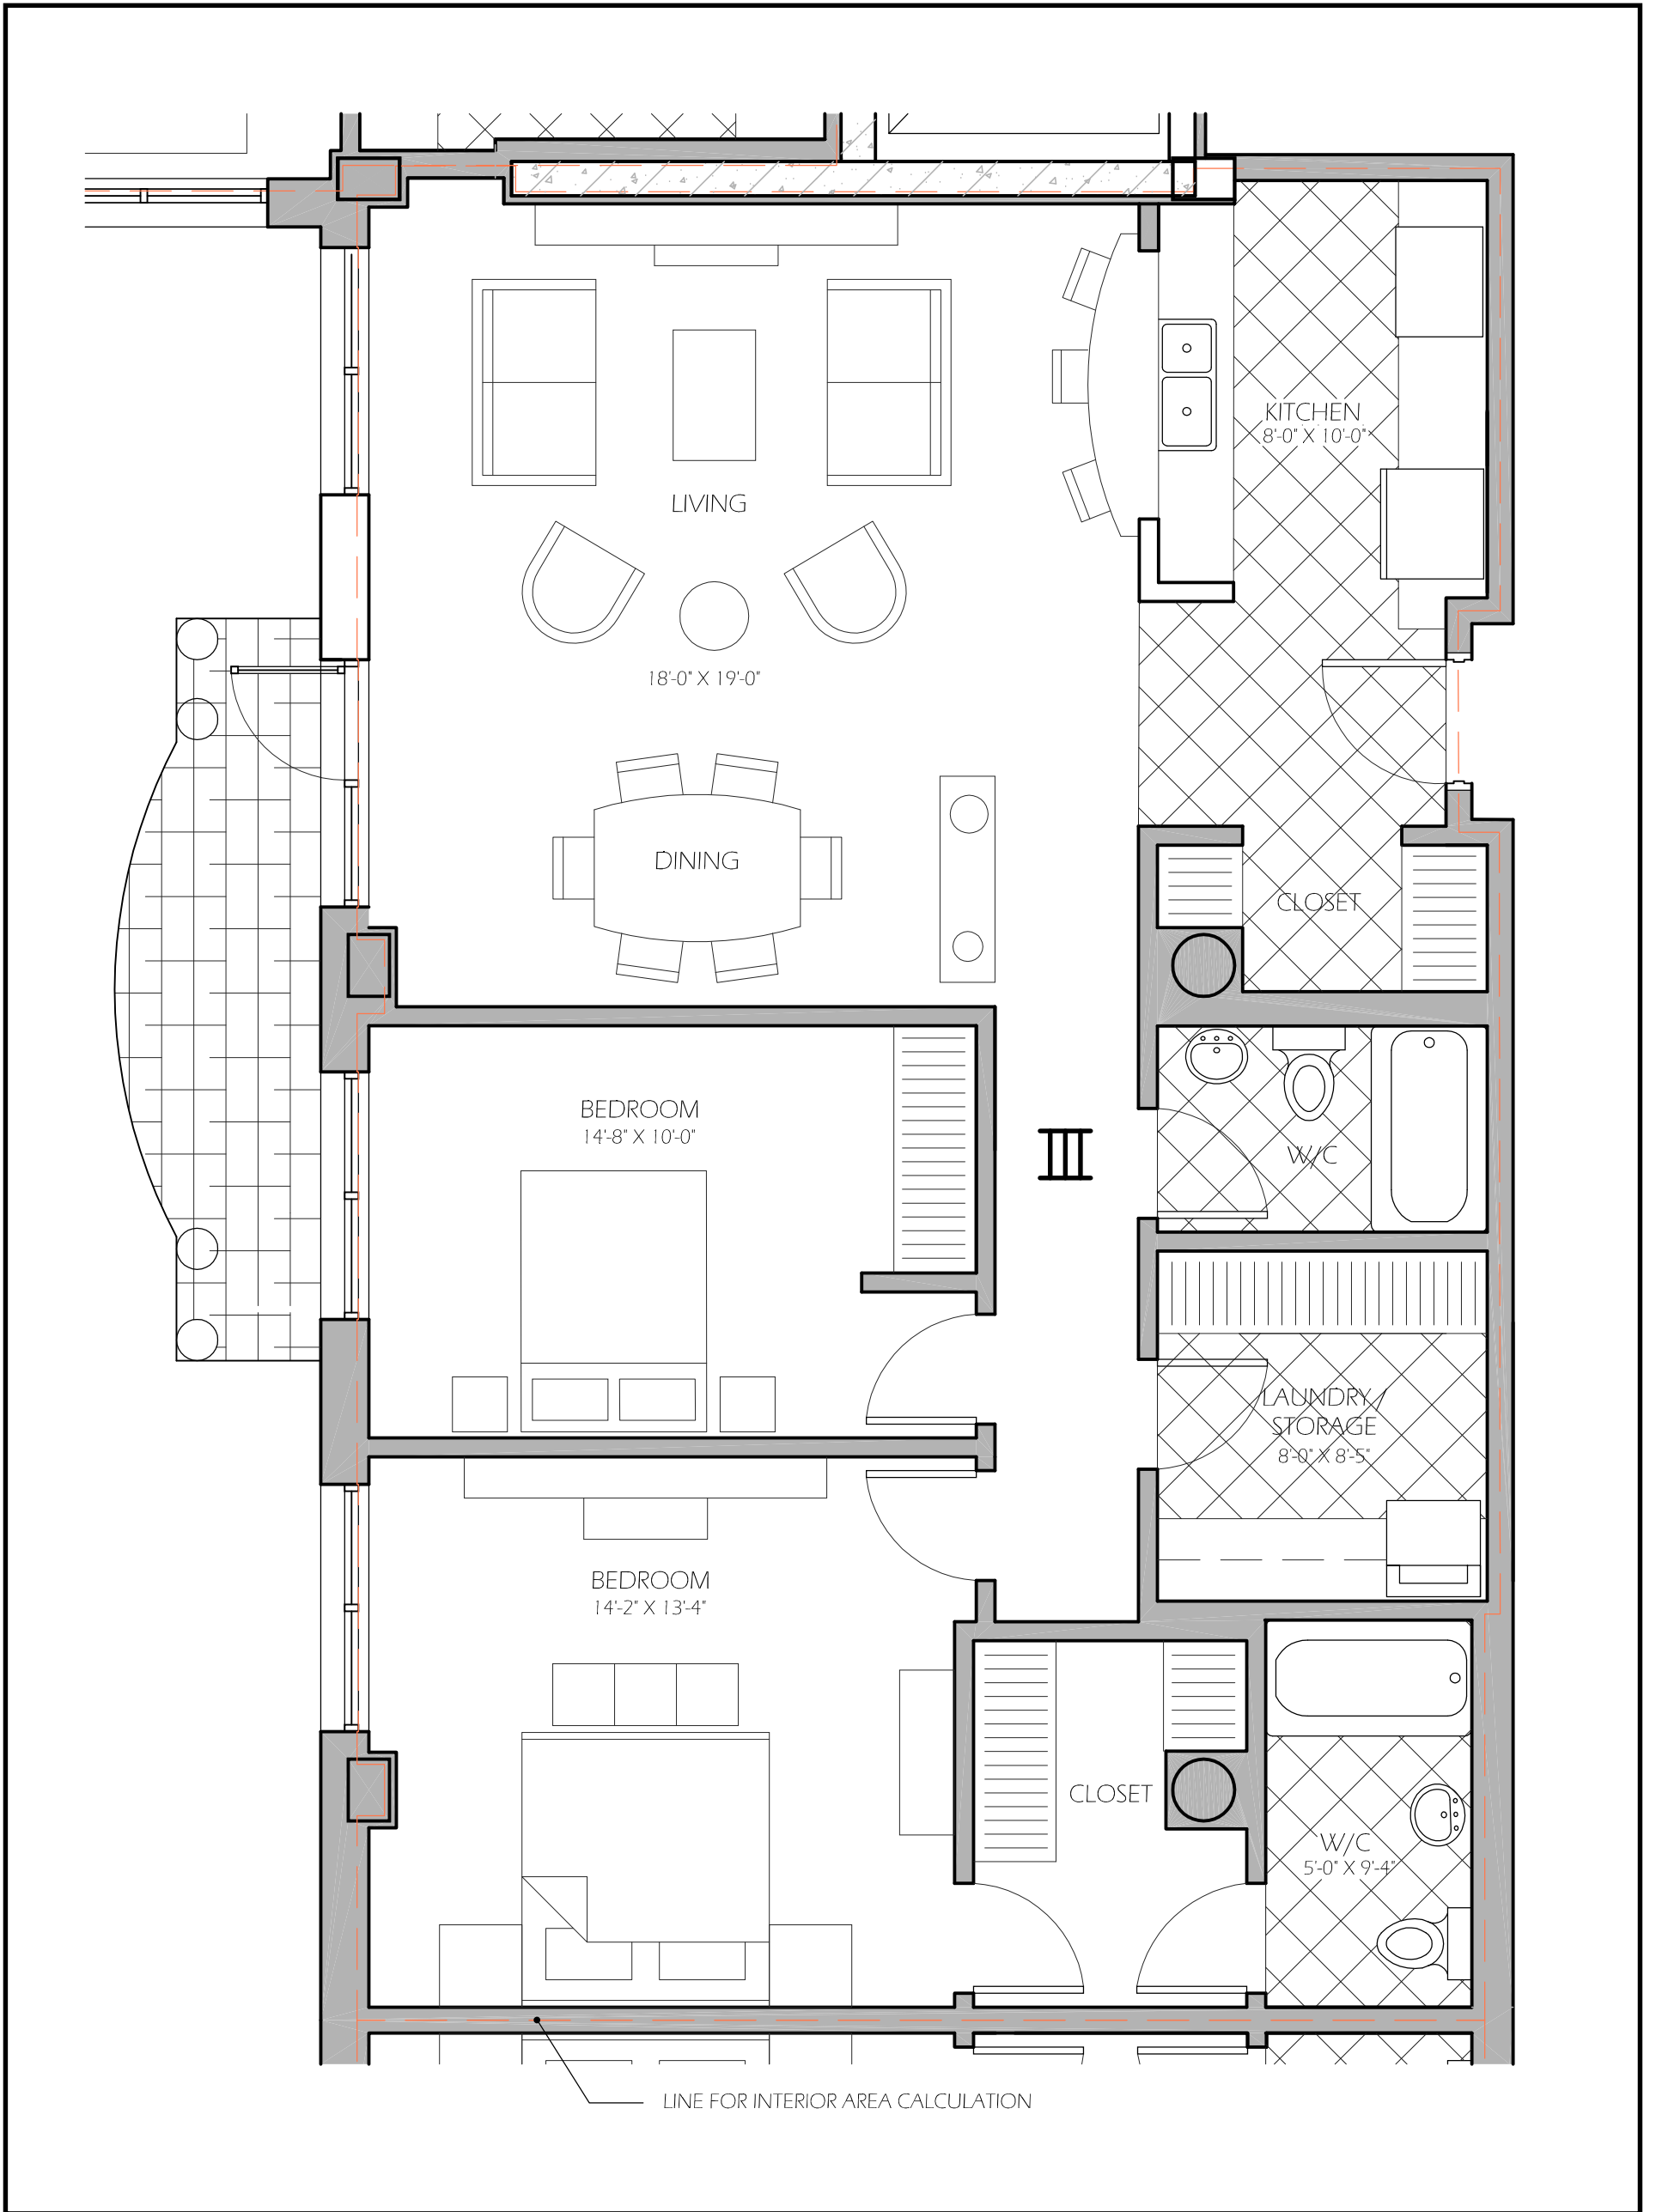 KITCHEN
8'-0" X 10'-0"
LIVING
18'-0" X 19'-0"
DINING
CLOSET
BEDROOM
14'-8" X 10'-0"
III
W/C
LAUNDRY /
STORAGE
8'-0" X 8'-5"
BEDROOM
14'-2" X 13'-4"
CLOSET
W/C
5'-0" X 9'-4"
LINE FOR INTERIOR AREA CALCULATION